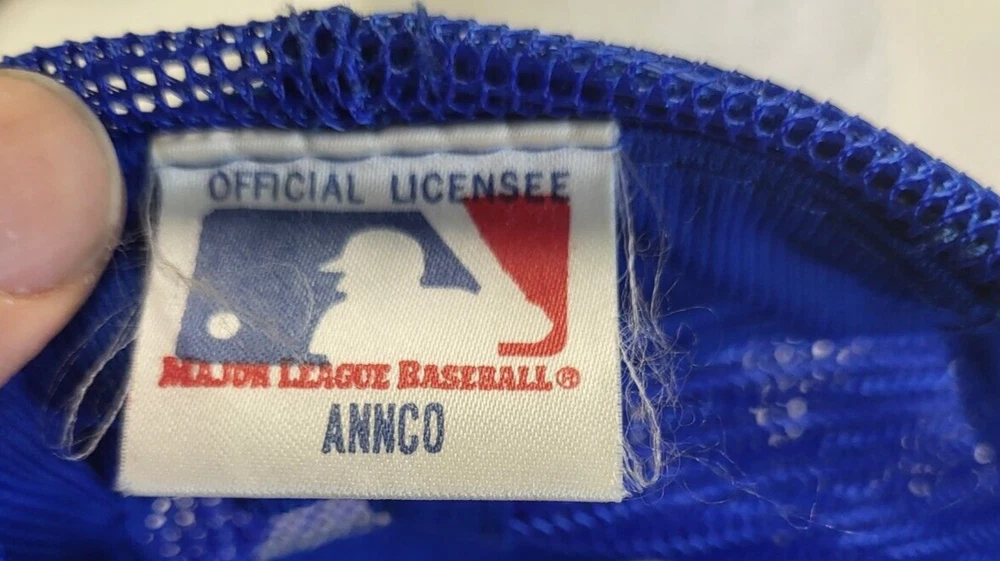 OFFICIAL LICENSEE
MAJOR LEAGUE BASEBALL®
ANNCO